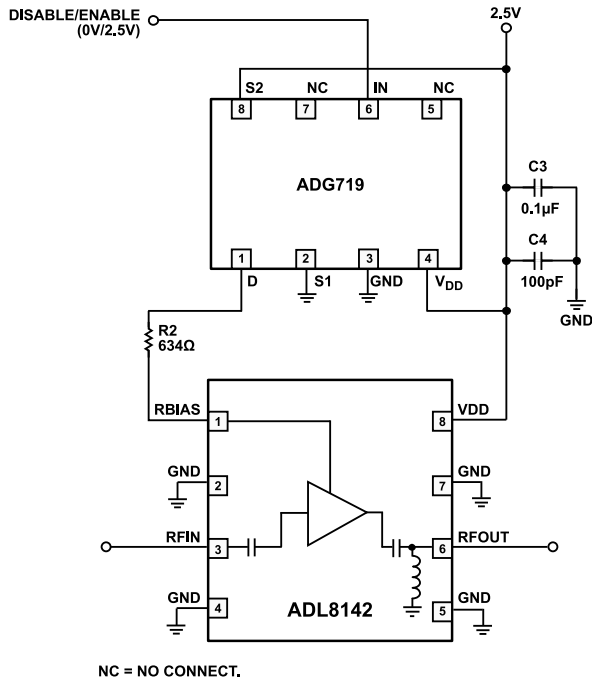 DISABLE/ENABLE
(0V/2.5V)
2.5V
S2
NC
IN
NC
8
7
6
5
ADG719
C3
0.1µF
C4
100pF
GND
1
2
3
4
D
S1
GND
VDD
R2
634Ω
RBIAS
1
8
VDD
GND
2
7
GND
RFIN
3
6
RFOUT
GND
4
5
GND
ADL8142
NC = NO CONNECT.